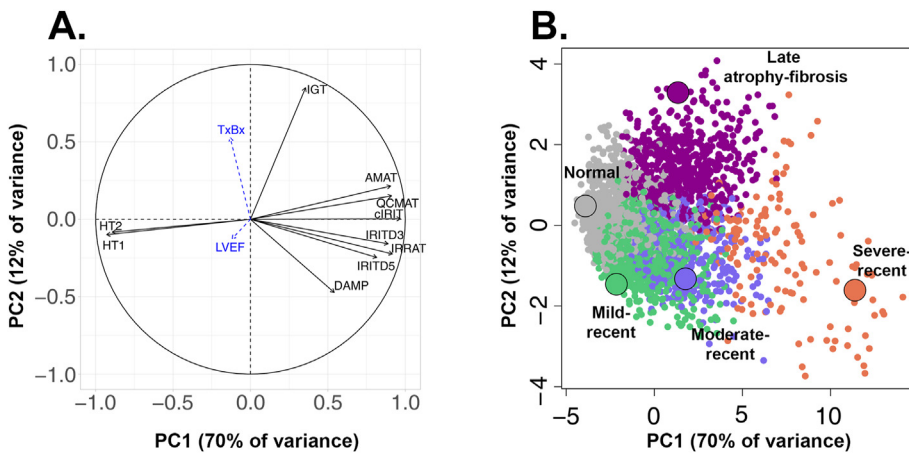 A.
1.0
0.5
0.0
−0.5
−1.0
−1.0
−0.5
0.0
0.5
1.0
PC2 (12% of variance)
PC1 (70% of variance)
IGT
TxBx
AMAT
QCMAT
cIRIT
HT2
HT1
LVEF
IRITD3
IRRAT
IRITD5
DAMP
B.
4
2
0
−2
−4
−5
0
5
10
PC2 (12% of variance)
PC1 (70% of variance)
Late
atrophy-fibrosis
Normal
Severe-
recent
Mild-
recent
Moderate-
recent